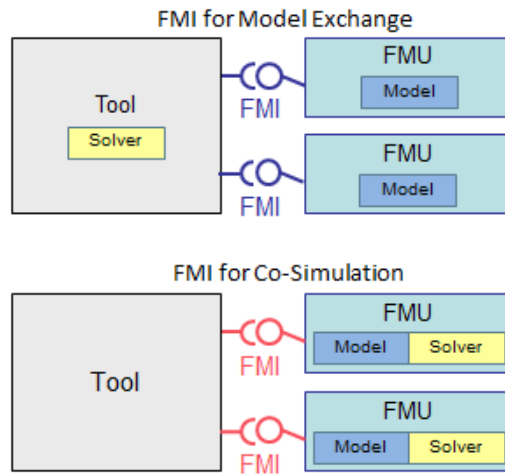 FMI for Model Exchange
Tool
Solver
FMI
FMU
Model
FMI
FMU
Model
FMI for Co-Simulation
Tool
FMI
FMU
Model Solver
FMI
FMU
Model Solver